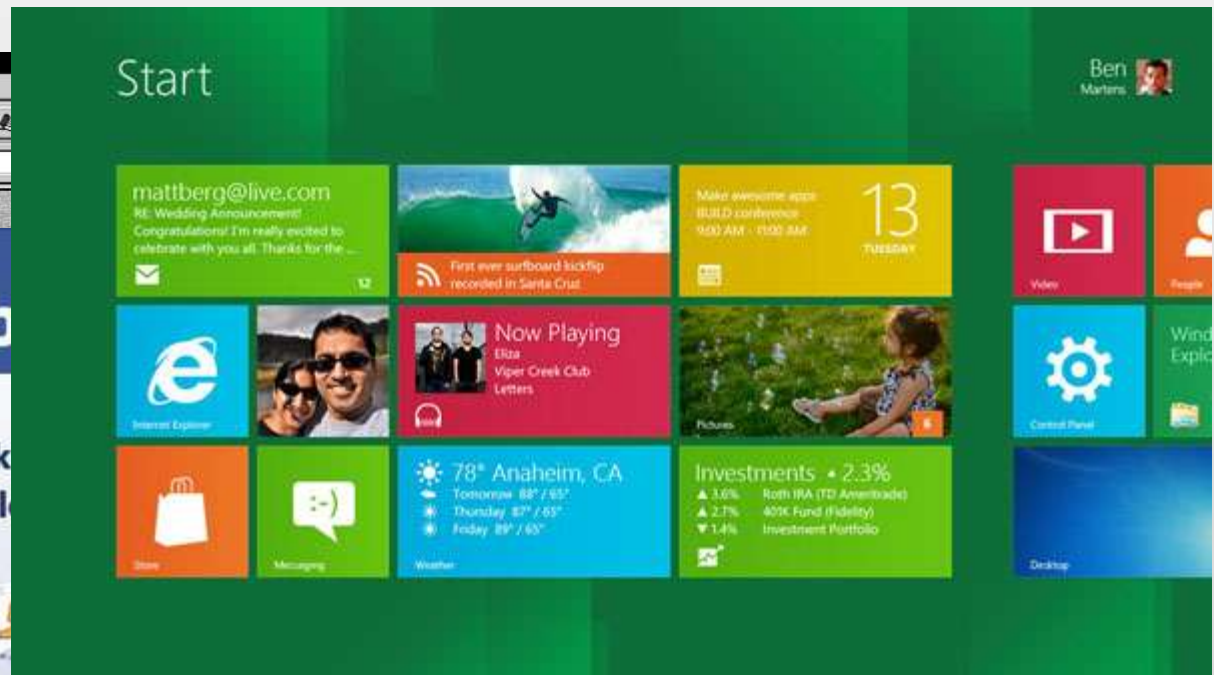 Start
Ben
Martens
mattberg@live.com
RE: Wedding Announcement!
Congratulations! I'm really excited to
celebrate with you all. Thanks for the ...
12
First ever surfboard kickflip
recorded in Santa Cruz
Make awesome apps
BUILD conference
9:00 AM - 11:00 AM
13
TUESDAY
Video
People
Internet Explorer
Now Playing
Eliza
Viper Creek Club
Letters
Pictures
6
Control Panel
Wind
Explo
Store
Messaging
:-)
78° Anaheim, CA
Tomorrow 88° / 65°
Thursday 87° / 65°
Friday 89° / 65°
Weather
Investments ▲ 2.3%
▲ 3.6% Roth IRA (TD Ameritrade)
▲ 2.7% 401K Fund (Fidelity)
▼ 1.4% Investment Portfolio
Desktop